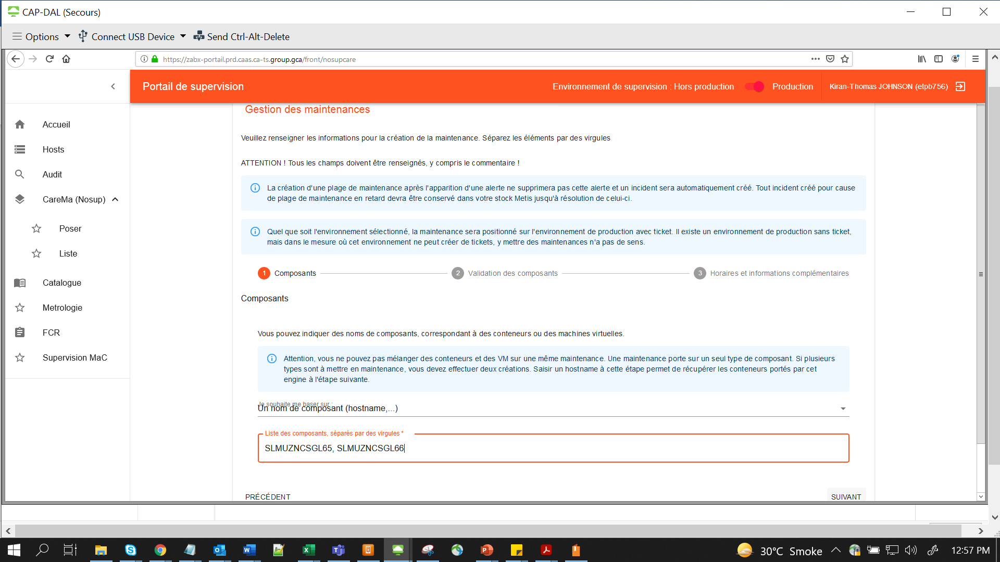 CAP-DAL (Secours)
Options
Connect USB Device
Send Ctrl-Alt-Delete
https://zabx-portail.prd.caas.ca-ts.group.gca/front/nosupcare
Portail de supervision
Environnement de supervision : Hors production
Production
Kiran-Thomas JOHNSON (etpb756)
Accueil
Hosts
Audit
CareMa (Nosup)
Poser
Liste
Catalogue
Metrologie
FCR
Supervision MaC
Gestion des maintenances
Veuillez renseigner les informations pour la création de la maintenance. Séparez les éléments par des virgules
ATTENTION ! Tous les champs doivent être renseignés, y compris le commentaire !
La création d'une plage de maintenance après l'apparition d'une alerte ne supprimera pas cette alerte et un incident sera automatiquement créé. Tout incident créé pour cause
de plage de maintenance en retard devra être conservé dans votre stock Metis jusqu'à résolution de celui-ci.
Quel que soit l'environnement sélectionné, la maintenance sera positionné sur l'environnement de production avec ticket. Il existe un environnement de production sans ticket,
mais dans le mesure où cet environnement ne peut créer de tickets, y mettre des maintenances n'a pas de sens.
1 Composants
2 Validation des composants
3 Horaires et informations complémentaires
Composants
Vous pouvez indiquer des noms de composants, correspondant à des conteneurs ou des machines virtuelles.
Attention, vous ne pouvez pas mélanger des conteneurs et des VM sur une même maintenance. Une maintenance porte sur un seul type de composant. Si plusieurs
types sont à mettre en maintenance, vous devez effectuer deux créations. Saisir un hostname à cette étape permet de récupérer les conteneurs portés par cet
engine à l'étape suivante.
Je souhaite me baser sur :
Un nom de composant (hostname,...)
Liste des composants, séparés par des virgules *
SLMUZNCSGL65, SLMUZNCSGL66
PRÉCÉDENT
SUIVANT
30°C Smoke
12:57 PM